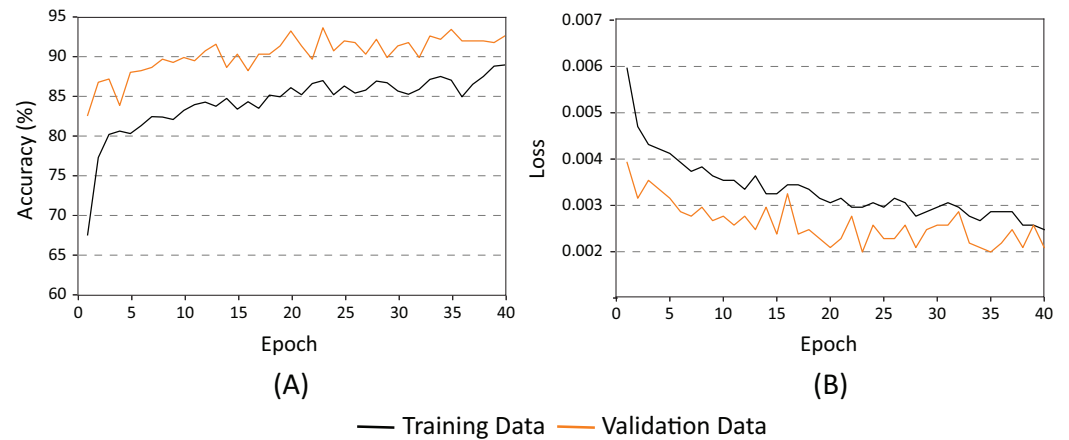 95
90
85
80
75
70
65
60
Accuracy (%)
0 5 10 15 20 25 30 35 40
Epoch
(A)
0.007
0.006
0.005
0.004
0.003
0.002
Loss
0 5 10 15 20 25 30 35 40
Epoch
(B)
Training Data Validation Data